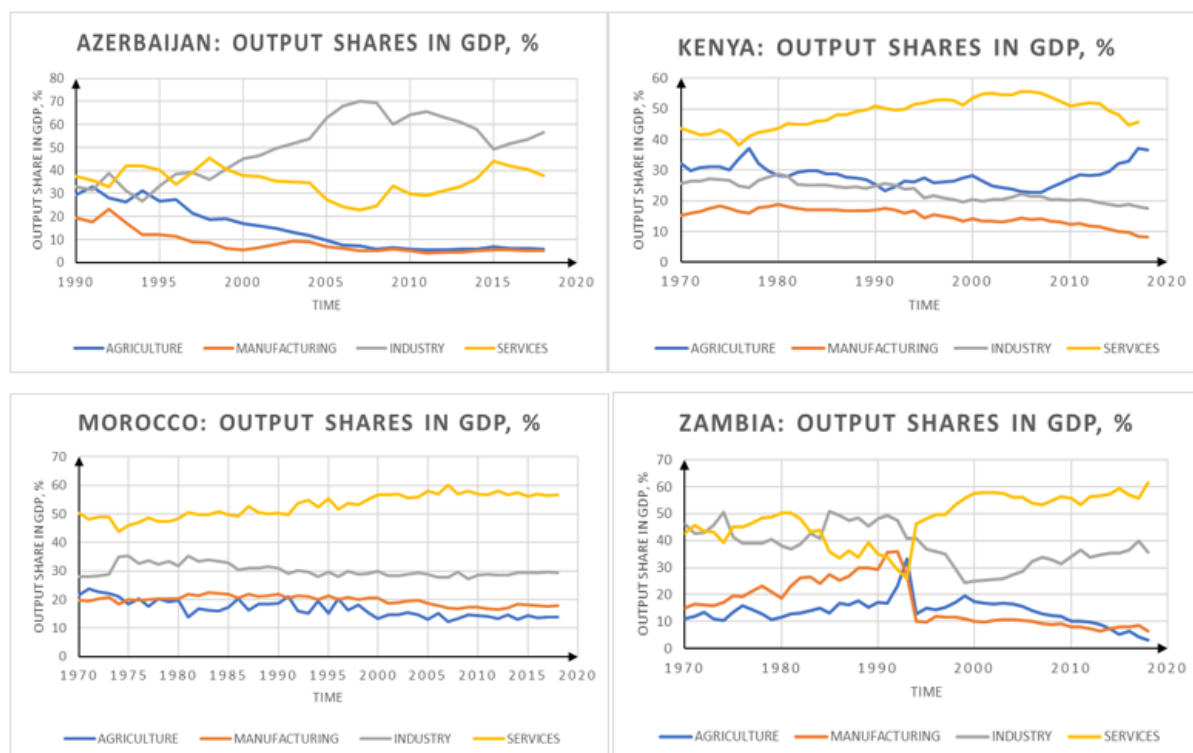 AZERBAIJAN: OUTPUT SHARES IN GDP, %
OUTPUT SHARE IN GDP, %
80
70
60
50
40
30
20
10
0
1990 1995 2000 2005 2010 2015 2020
TIME
AGRICULTURE MANUFACTURING INDUSTRY SERVICES
KENYA: OUTPUT SHARES IN GDP, %
OUTPUT SHARE IN GDP, %
60
50
40
30
20
10
0
1970 1980 1990 2000 2010 2020
TIME
AGRICULTURE MANUFACTURING INDUSTRY SERVICES
MOROCCO: OUTPUT SHARES IN GDP, %
OUTPUT SHARE IN GDP, %
70
60
50
40
30
20
10
0
1970 1975 1980 1985 1990 1995 2000 2005 2010 2015 2020
TIME
AGRICULTURE MANUFACTURING INDUSTRY SERVICES
ZAMBIA: OUTPUT SHARES IN GDP, %
OUTPUT SHARE IN GDP, %
70
60
50
40
30
20
10
0
1970 1980 1990 2000 2010 2020
TIME
AGRICULTURE MANUFACTURING INDUSTRY SERVICES